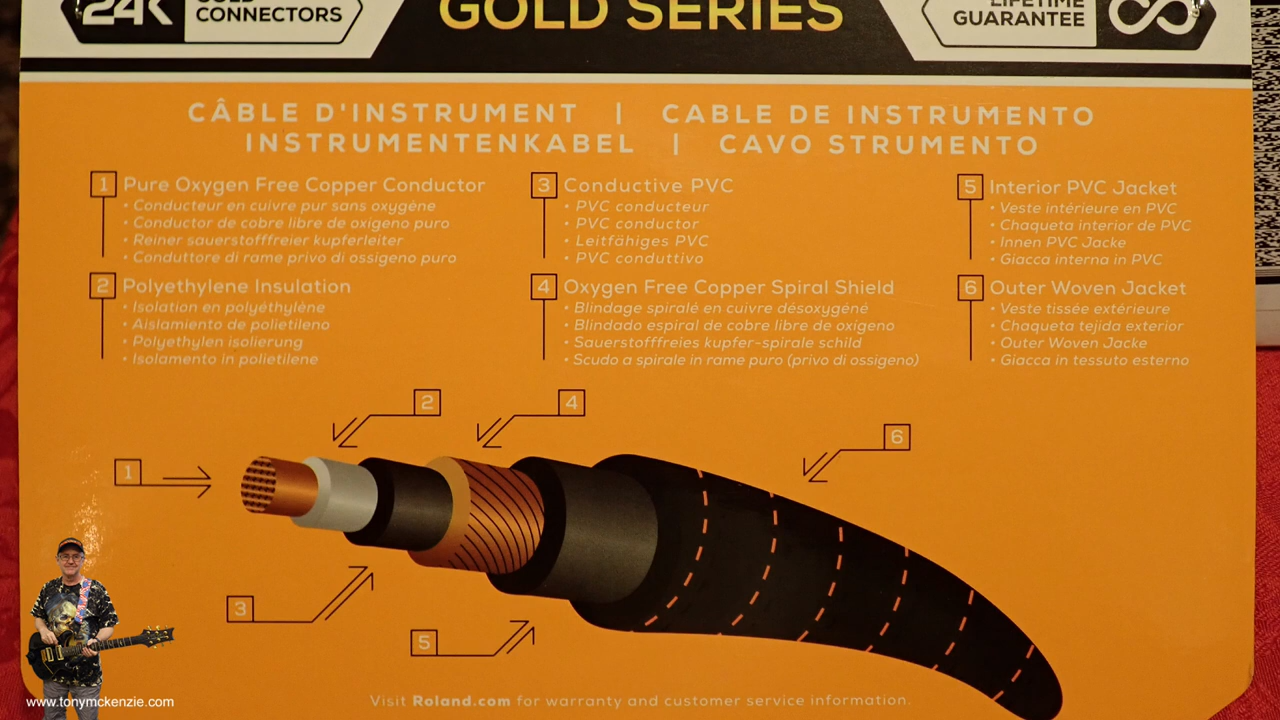 24K GOLD CONNECTORS
GOLD SERIES
LIFETIME GUARANTEE
CÂBLE D'INSTRUMENT | CABLE DE INSTRUMENTO
INSTRUMENTENKABEL | CAVO STRUMENTO
1 Pure Oxygen Free Copper Conductor
• Conducteur en cuivre pur sans oxygéne
• Conductor de cobre libre de oxígeno puro
• Reiner sauerstofffreier kupferleiter
• Conduttore di rame privo di ossigeno puro
2 Polyethylene Insulation
• Isolation en polyéthylène
• Aislamiento de polietileno
• Polyethylen isolierung
• Isolamento in polietilene
3 Conductive PVC
• PVC conducteur
• PVC conductor
• Leitfähiges PVC
• PVC conduttivo
4 Oxygen Free Copper Spiral Shield
• Blindage spiralé en cuivre désoxygéné
• Blindado espiral de cobre libre de oxigeno
• Sauerstofffreies kupfer-spirale schild
• Scudo a spirale in rame puro (privo di ossigeno)
5 Interior PVC Jacket
• Veste intérieure en PVC
• Chaqueta interior de PVC
• Innen PVC Jacke
• Giacca interna in PVC
6 Outer Woven Jacket
• Veste tissée extérieure
• Chaqueta tejida exterior
• Outer Woven Jacke
• Giacca in tessuto esterno
2
4
6
1
3
5
Visit Roland.com for warranty and customer service information.
www.tonymckenzie.com